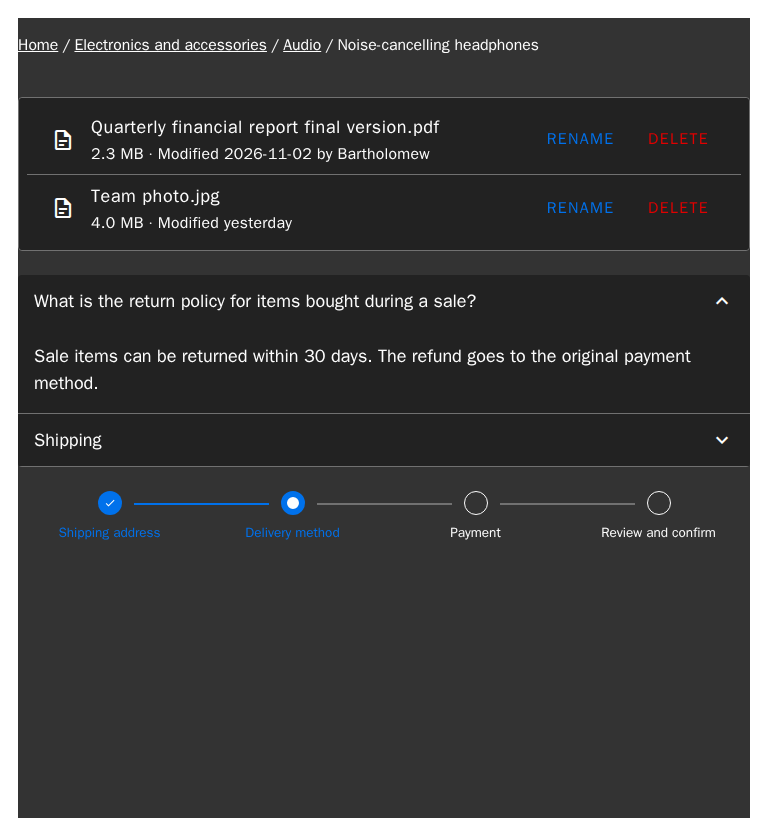 Home / Electronics and accessories / Audio / Noise-cancelling headphones
Quarterly financial report final version.pdf
2.3 MB · Modified 2026-11-02 by Bartholomew
RENAME
DELETE
Team photo.jpg
4.0 MB · Modified yesterday
RENAME
DELETE
What is the return policy for items bought during a sale?
Sale items can be returned within 30 days. The refund goes to the original payment
method.
Shipping
Shipping address
Delivery method
Payment
Review and confirm